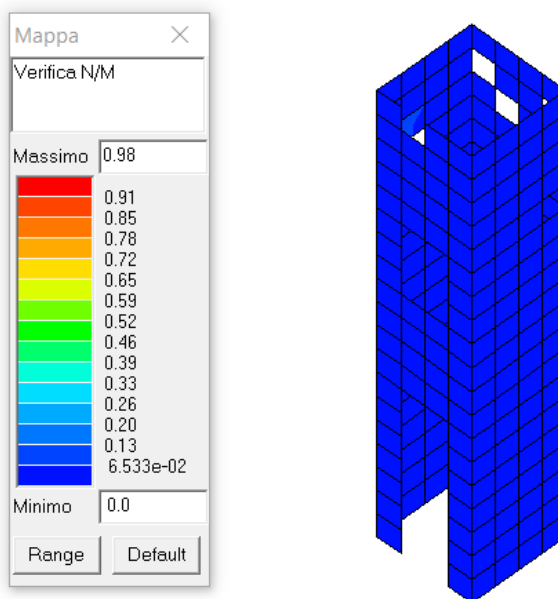 Mappa
Verifica N/M
Massimo 0.98
0.91
0.85
0.78
0.72
0.65
0.59
0.52
0.46
0.39
0.33
0.26
0.20
0.13
6.533e-02
Minimo 0.0
Range Default